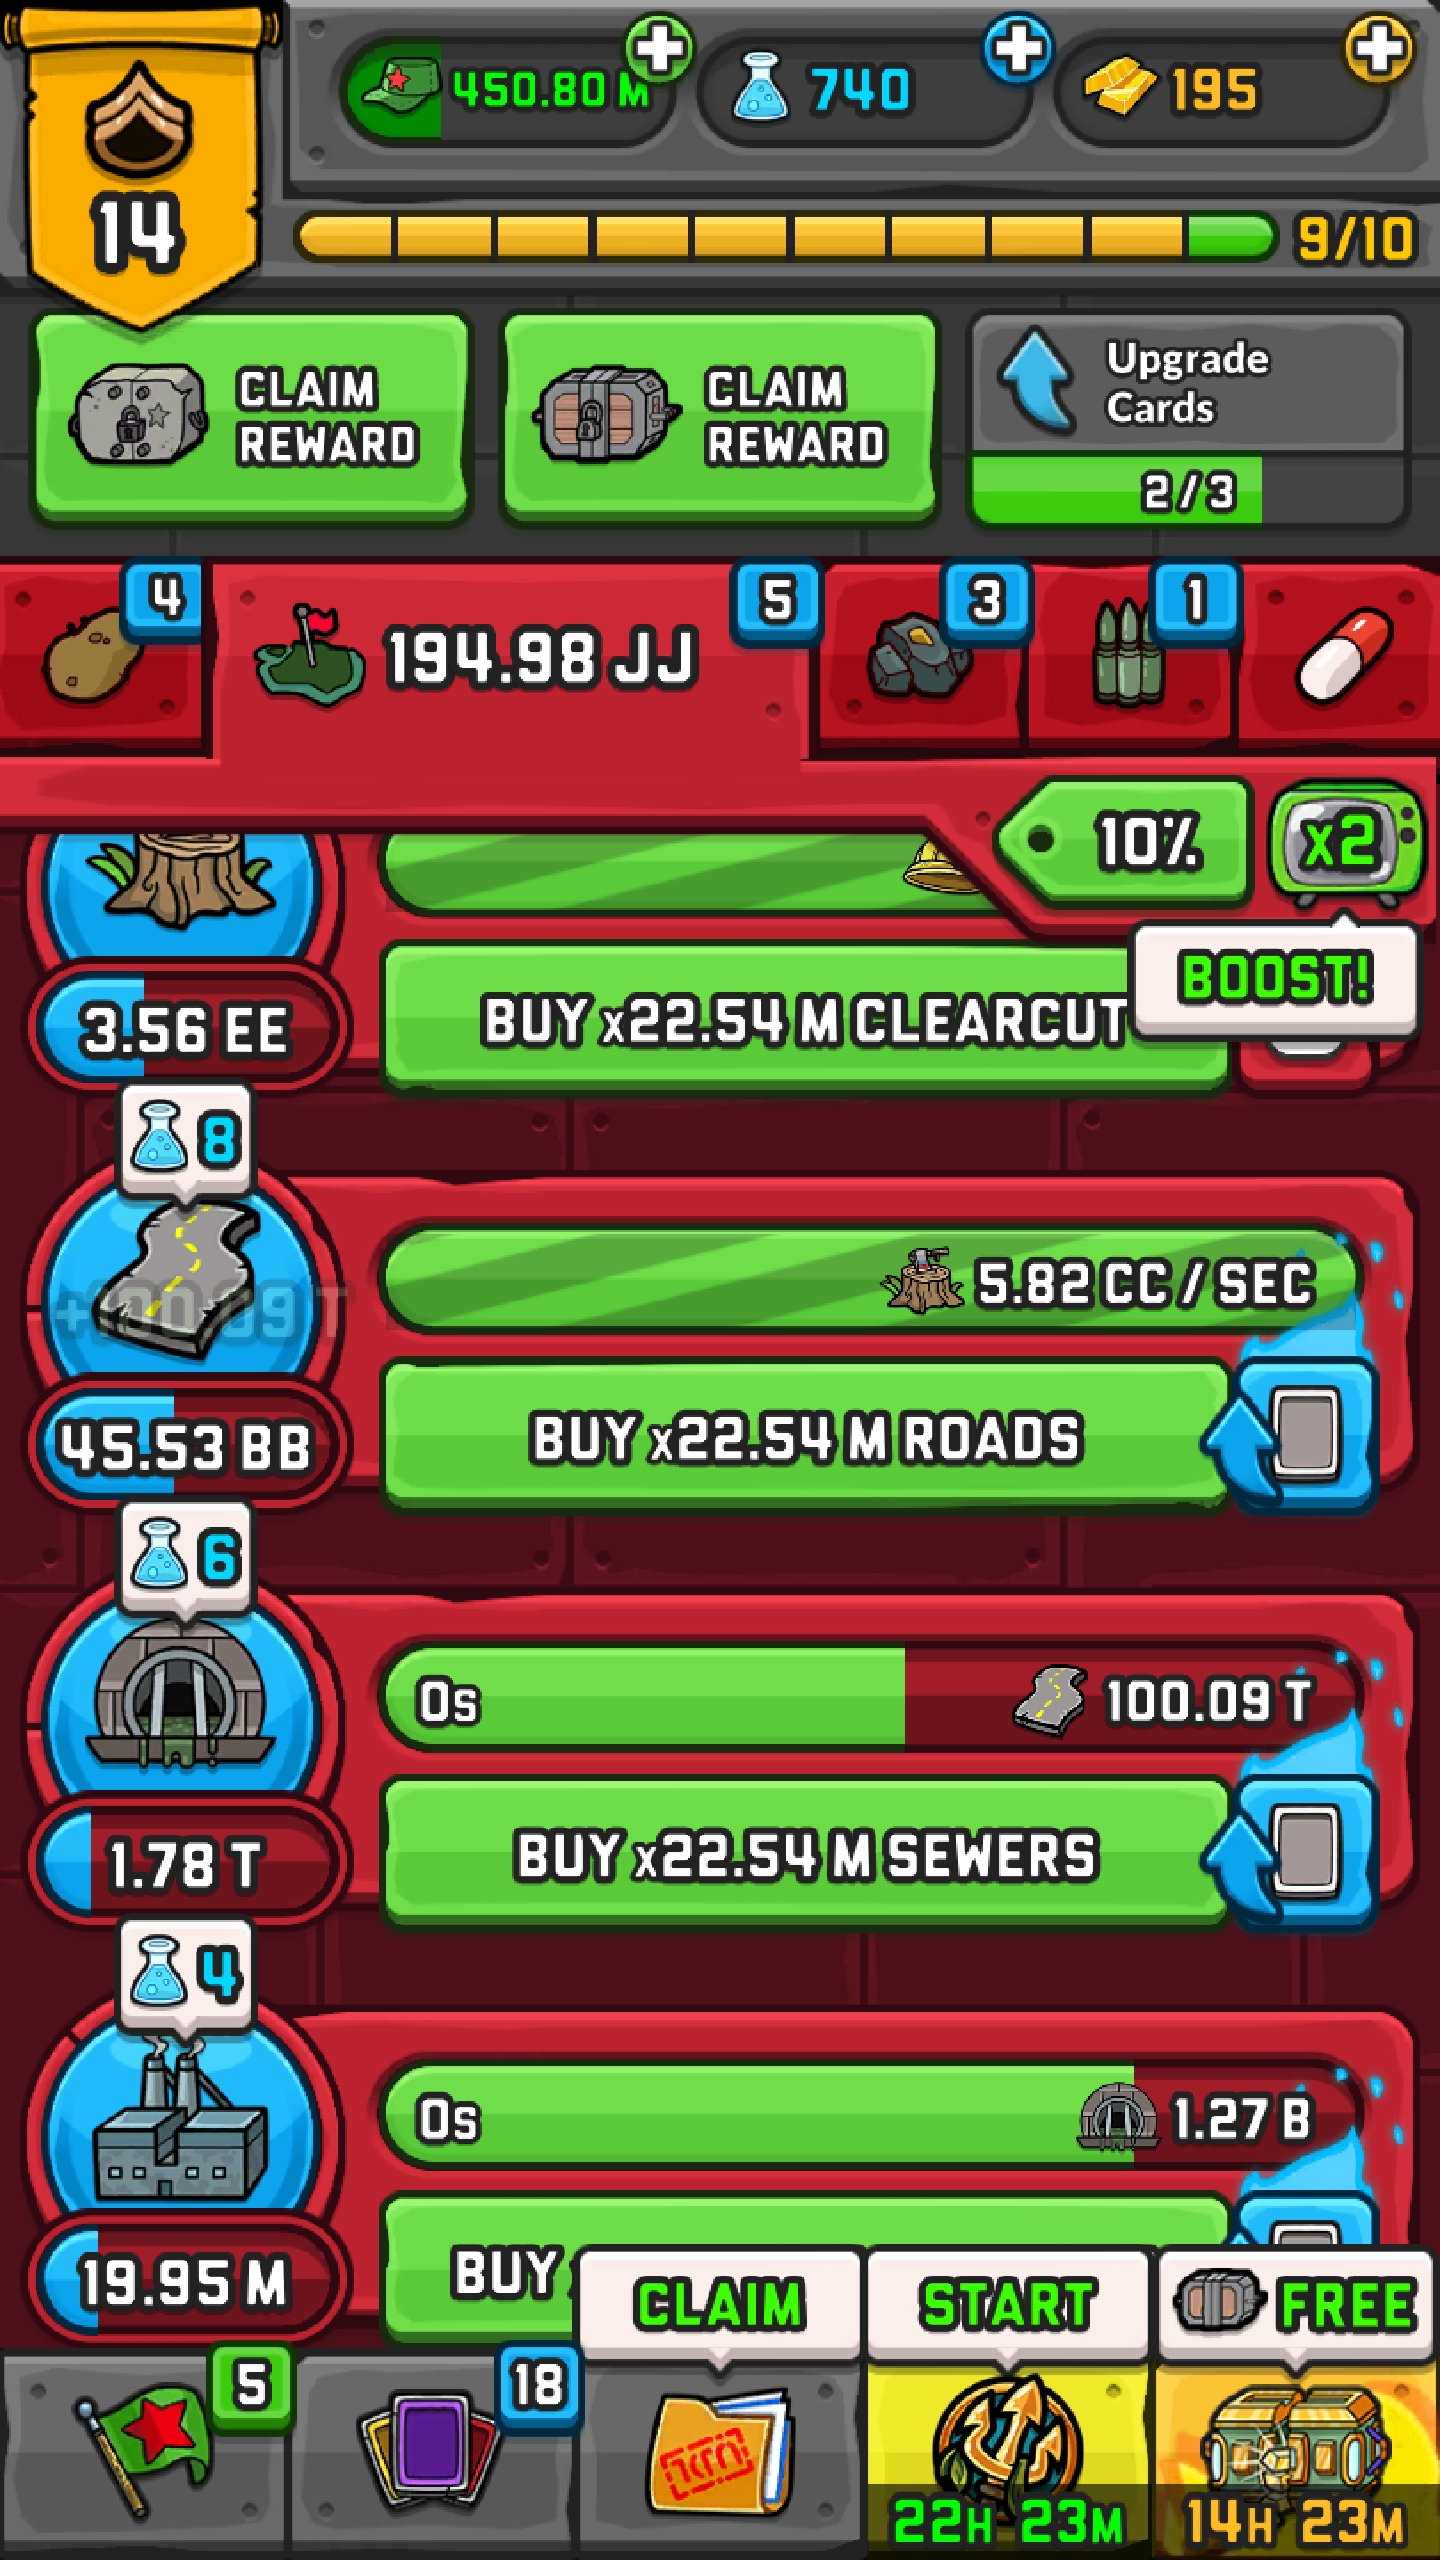 450.80 M
740
195
14
9/10
CLAIM
REWARD
CLAIM
REWARD
Upgrade
Cards
2/3
4
194.98 JJ
5
3
1
10%
x2
BOOST!
3.56 EE
BUY x22.54 M CLEARCUT
8
5.82 CC / SEC
+100.09 T
45.53 BB
BUY x22.54 M ROADS
6
0s
100.09 T
1.78 T
BUY x22.54 M SEWERS
4
0s
1.27 B
19.95 M
BUY
CLAIM
START
FREE
5
18
22H 23M
14H 23M